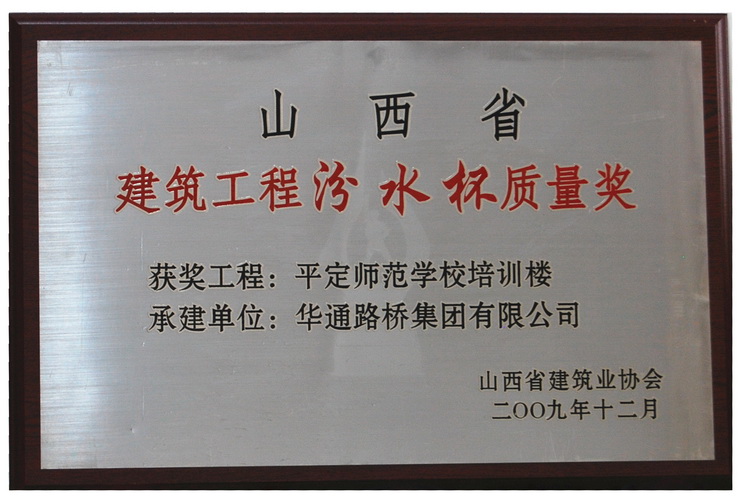 山西省
建筑工程汾水杯质量奖
获奖工程：平定师范学校培训楼
承建单位：华通路桥集团有限公司
山西省建筑业协会
二〇〇九年十二月